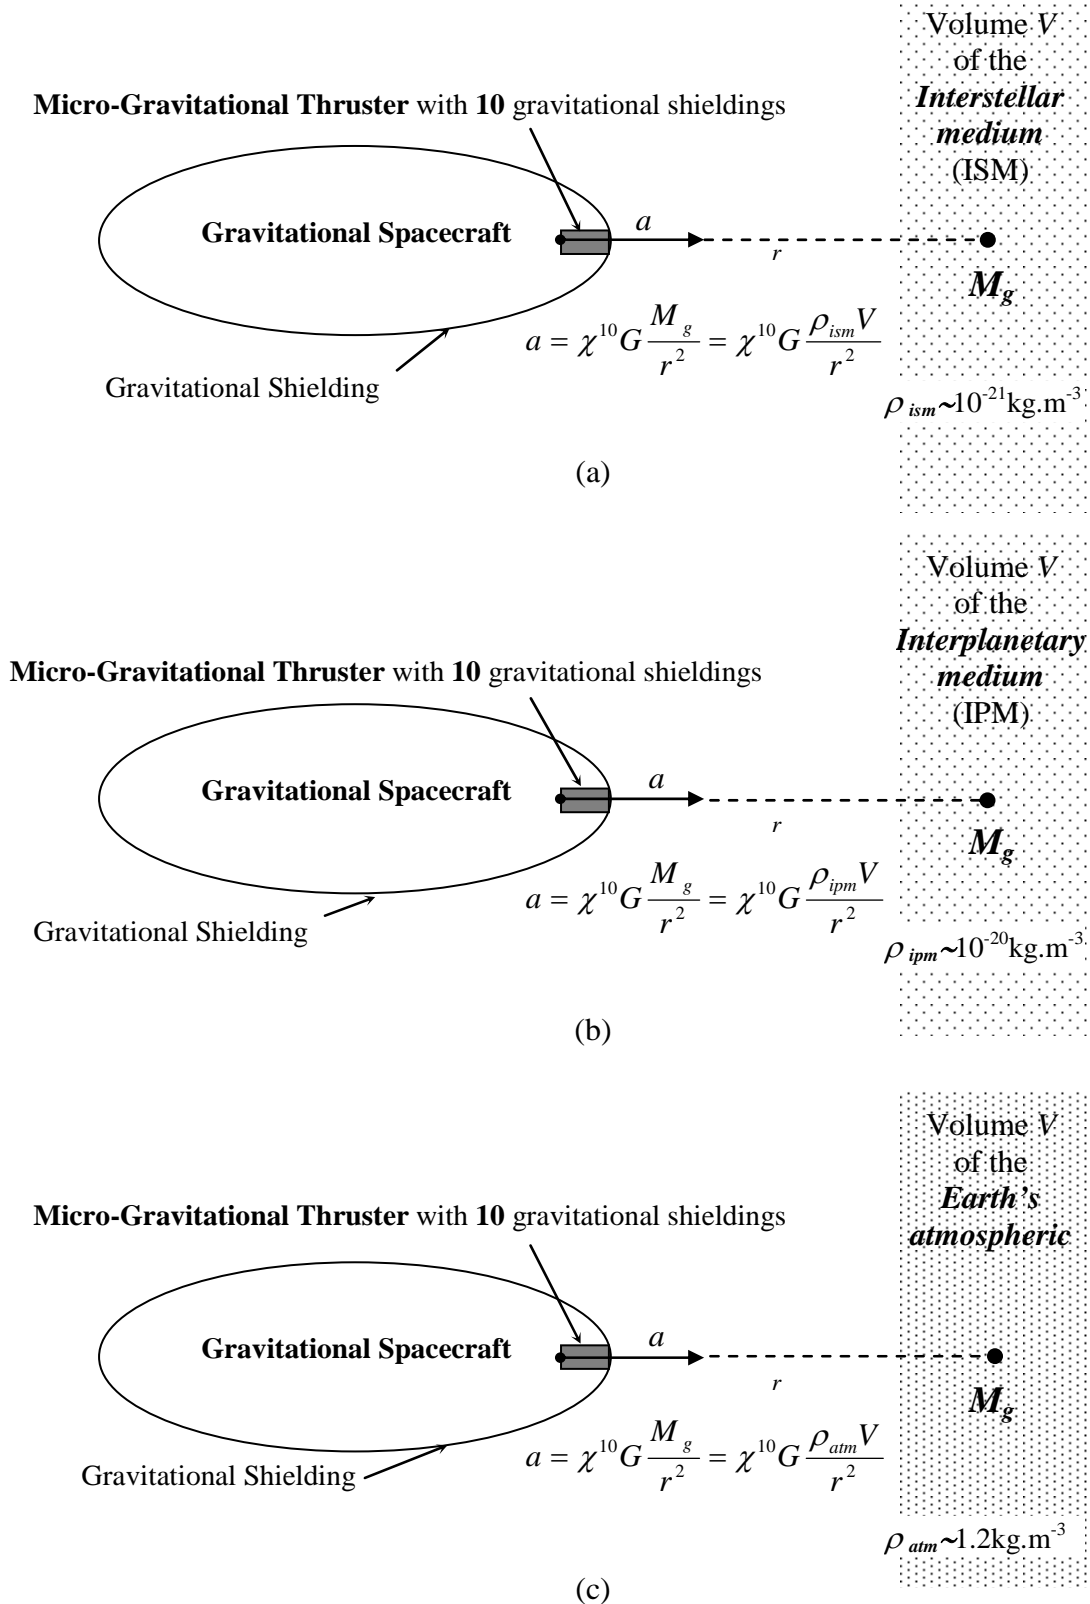 Volume V
of the
Interstellar
medium
(ISM)
Micro-Gravitational Thruster with 10 gravitational shieldings
Gravitational Spacecraft
a
r
M_g
a = χ^10 G M_g / r^2 = χ^10 G ρ_ism V / r^2
Gravitational Shielding
ρ_ism ~10^-21 kg.m^-3
(a)
Volume V
of the
Interplanetary
medium
(IPM)
Micro-Gravitational Thruster with 10 gravitational shieldings
Gravitational Spacecraft
a
r
M_g
a = χ^10 G M_g / r^2 = χ^10 G ρ_ipm V / r^2
Gravitational Shielding
ρ_ipm ~10^-20 kg.m^-3
(b)
Volume V
of the
Earth's
atmospheric
Micro-Gravitational Thruster with 10 gravitational shieldings
Gravitational Spacecraft
a
r
M_g
a = χ^10 G M_g / r^2 = χ^10 G ρ_atm V / r^2
Gravitational Shielding
ρ_atm ~1.2kg.m^-3
(c)